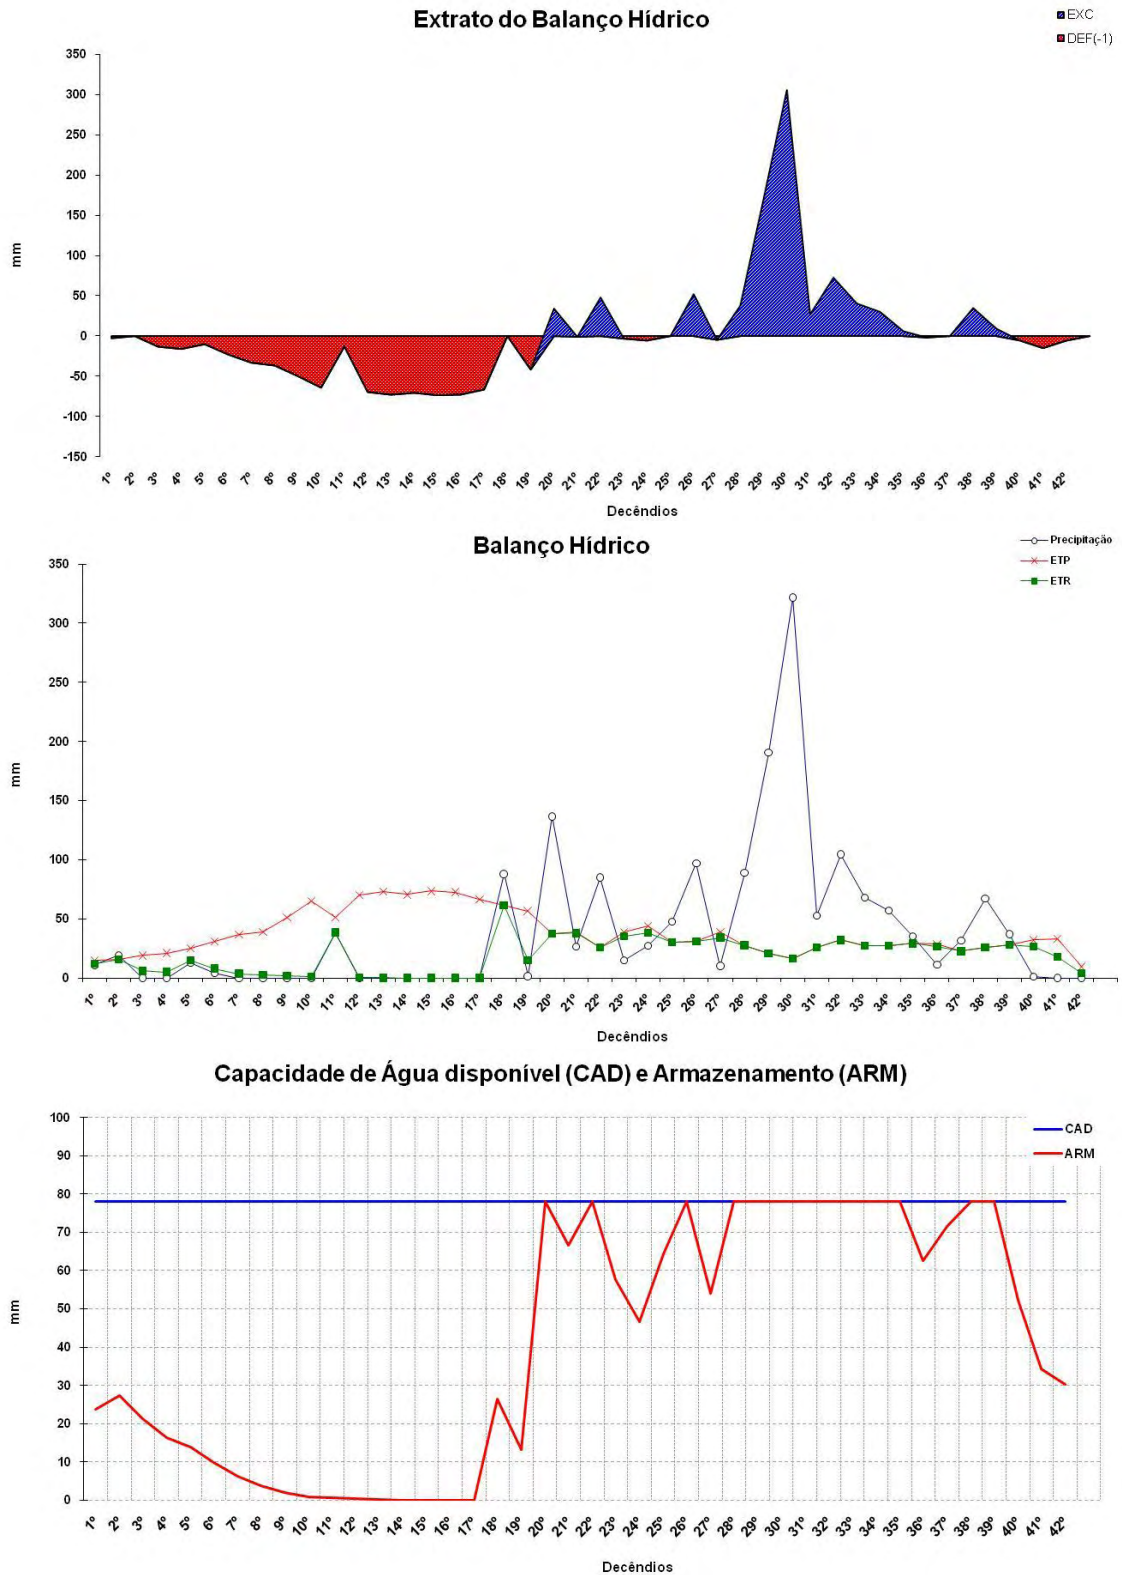 Extrato do Balanço Hídrico
EXC
DEF(-1)
350
300
250
200
150
100
50
0
-50
-100
-150
mm
1º 2º 3º 4º 5º 6º 7º 8º 9º 10º 11º 12º 13º 14º 15º 16º 17º 18º 19º 20º 21º 22º 23º 24º 25º 26º 27º 28º 29º 30º 31º 32º 33º 34º 35º 36º 37º 38º 39º 40º 41º 42º
Decêndios
Balanço Hídrico
Precipitação
ETP
ETR
350
300
250
200
150
100
50
0
mm
1º 2º 3º 4º 5º 6º 7º 8º 9º 10º 11º 12º 13º 14º 15º 16º 17º 18º 19º 20º 21º 22º 23º 24º 25º 26º 27º 28º 29º 30º 31º 32º 33º 34º 35º 36º 37º 38º 39º 40º 41º 42º
Decêndios
Capacidade de Água disponível (CAD) e Armazenamento (ARM)
CAD
ARM
100
90
80
70
60
50
40
30
20
10
0
mm
1º 2º 3º 4º 5º 6º 7º 8º 9º 10º 11º 12º 13º 14º 15º 16º 17º 18º 19º 20º 21º 22º 23º 24º 25º 26º 27º 28º 29º 30º 31º 32º 33º 34º 35º 36º 37º 38º 39º 40º 41º 42º
Decêndios